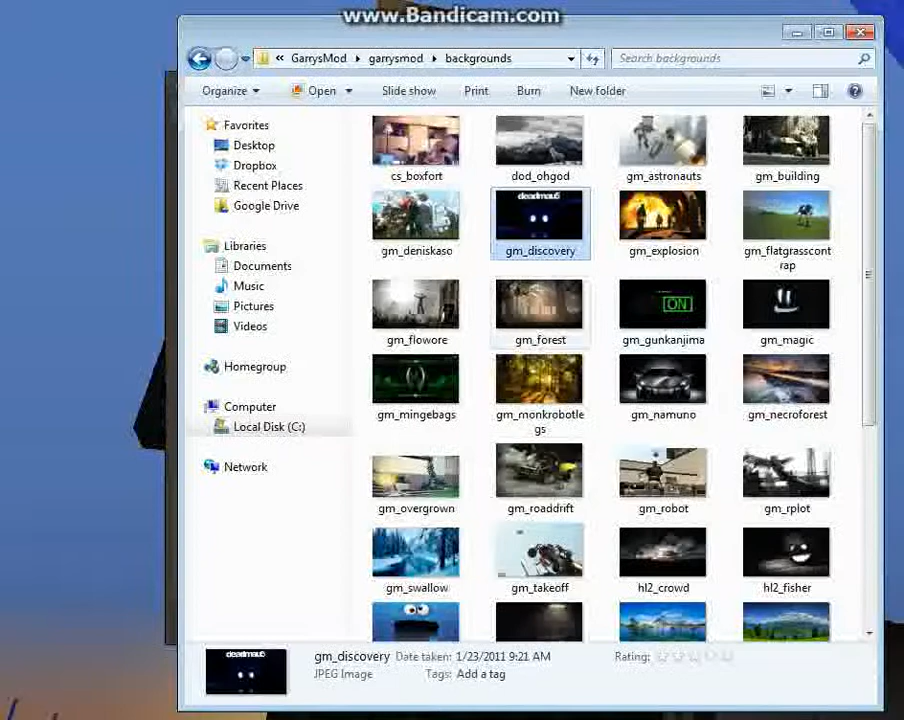 www.Bandicam.com
« GarrysMod garrysmod backgrounds
Search backgrounds
Organize Open Slide show Print Burn New folder
Favorites
Desktop
Dropbox
Recent Places
Google Drive
Libraries
Documents
Music
Pictures
Videos
Homegroup
Computer
Local Disk (C:)
Network
cs_boxfort dod_ohgod gm_astronauts gm_building
deadmau5
gm_deniskaso gm_discovery gm_explosion gm_flatgrasscont
rap
ON
gm_flowore gm_forest gm_gunkanjima gm_magic
gm_mingebags gm_monkrobotle gm_namuno gm_necroforest
gs
gm_overgrown gm_roaddrift gm_robot gm_rplot
gm_swallow gm_takeoff hl2_crowd hl2_fisher
deadmau5
gm_discovery Date taken: 1/23/2011 9:21 AM Rating:
JPEG Image Tags: Add a tag